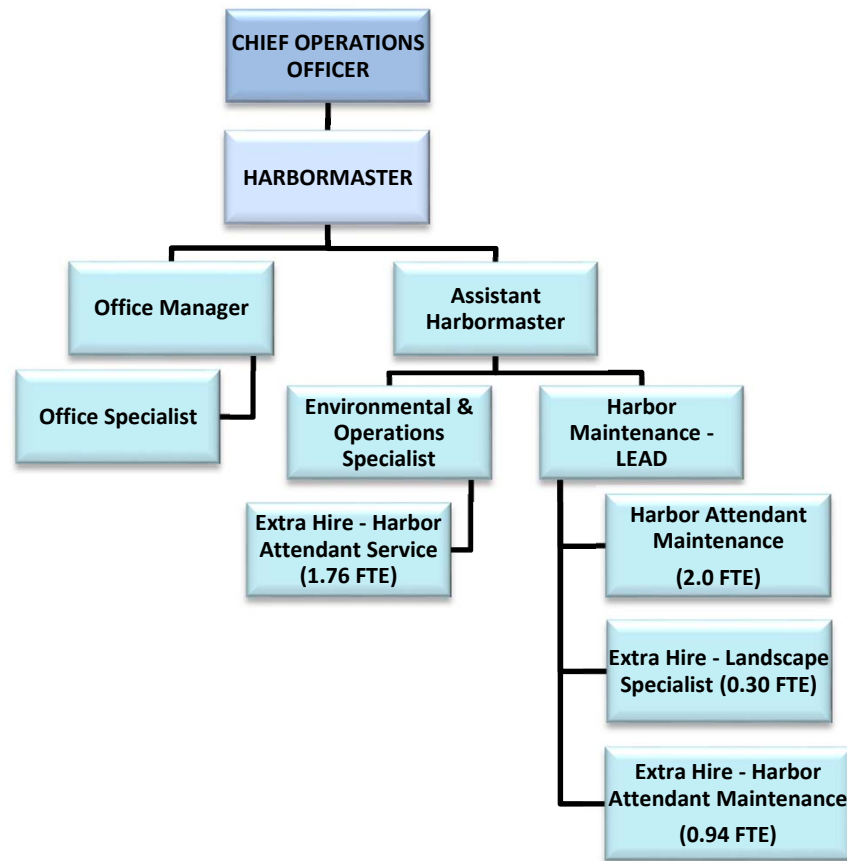 CHIEF OPERATIONS
OFFICER
HARBORMASTER
Office Manager
Assistant
Harbormaster
Office Specialist
Environmental &
Operations
Specialist
Harbor
Maintenance -
LEAD
Extra Hire - Harbor
Attendant Service
(1.76 FTE)
Harbor Attendant
Maintenance
(2.0 FTE)
Extra Hire - Landscape
Specialist (0.30 FTE)
Extra Hire - Harbor
Attendant Maintenance
(0.94 FTE)